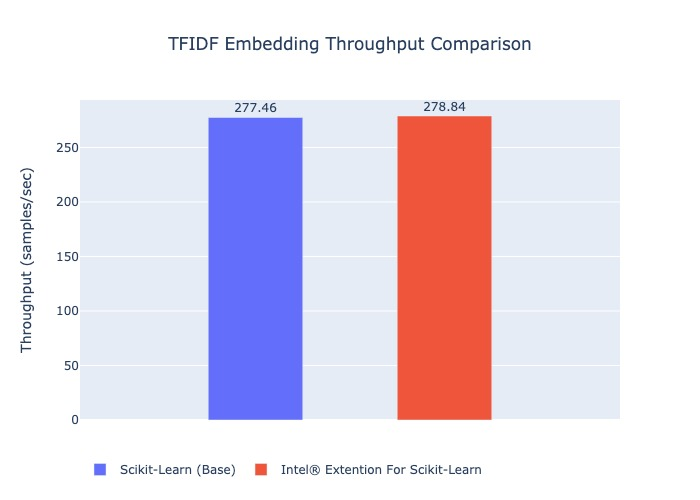 TFIDF Embedding Throughput Comparison
277.46
278.84
250
200
150
100
50
0
Throughput (samples/sec)
Scikit-Learn (Base)
Intel® Extention For Scikit-Learn